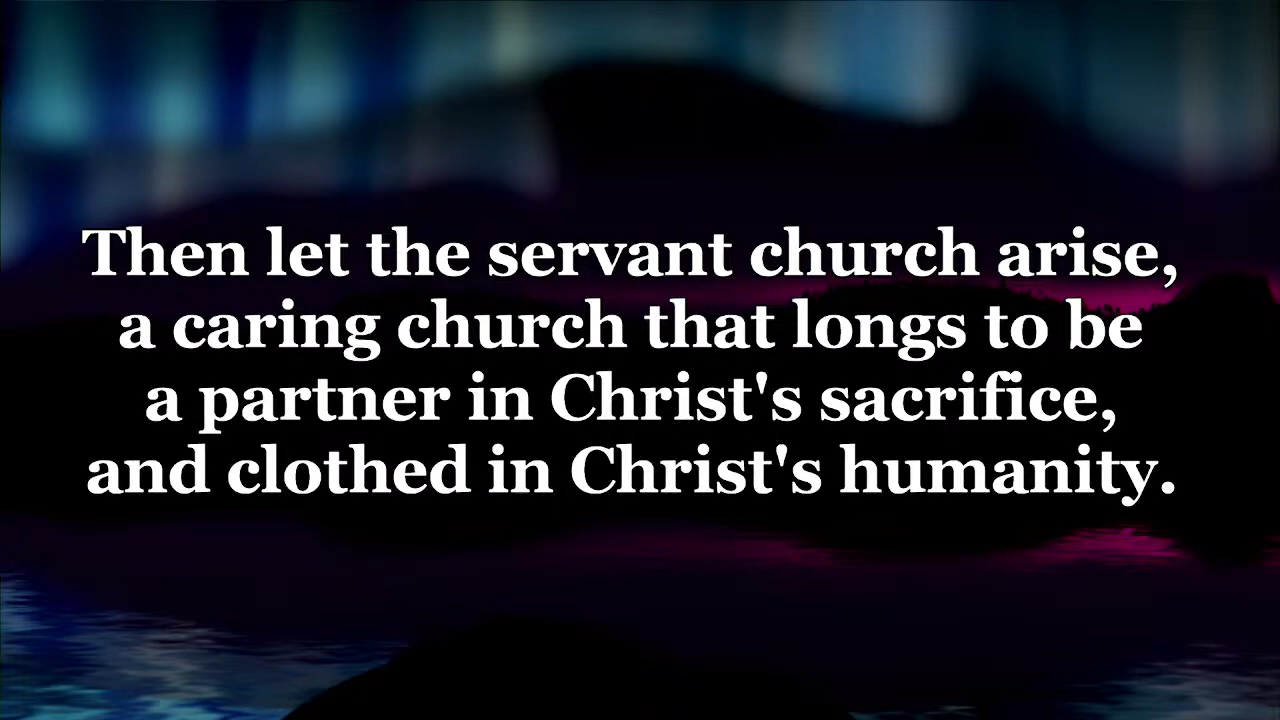 Then let the servant church arise,
a caring church that longs to be
a partner in Christ's sacrifice,
and clothed in Christ's humanity.